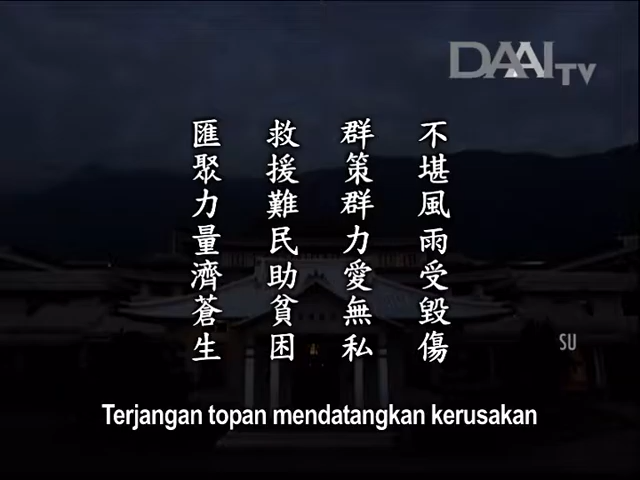 DAAI TV
不堪風雨受毀傷
群策群力愛無私
救援難民助貧困
匯聚力量濟蒼生
SU
Terjangan topan mendatangkan kerusakan